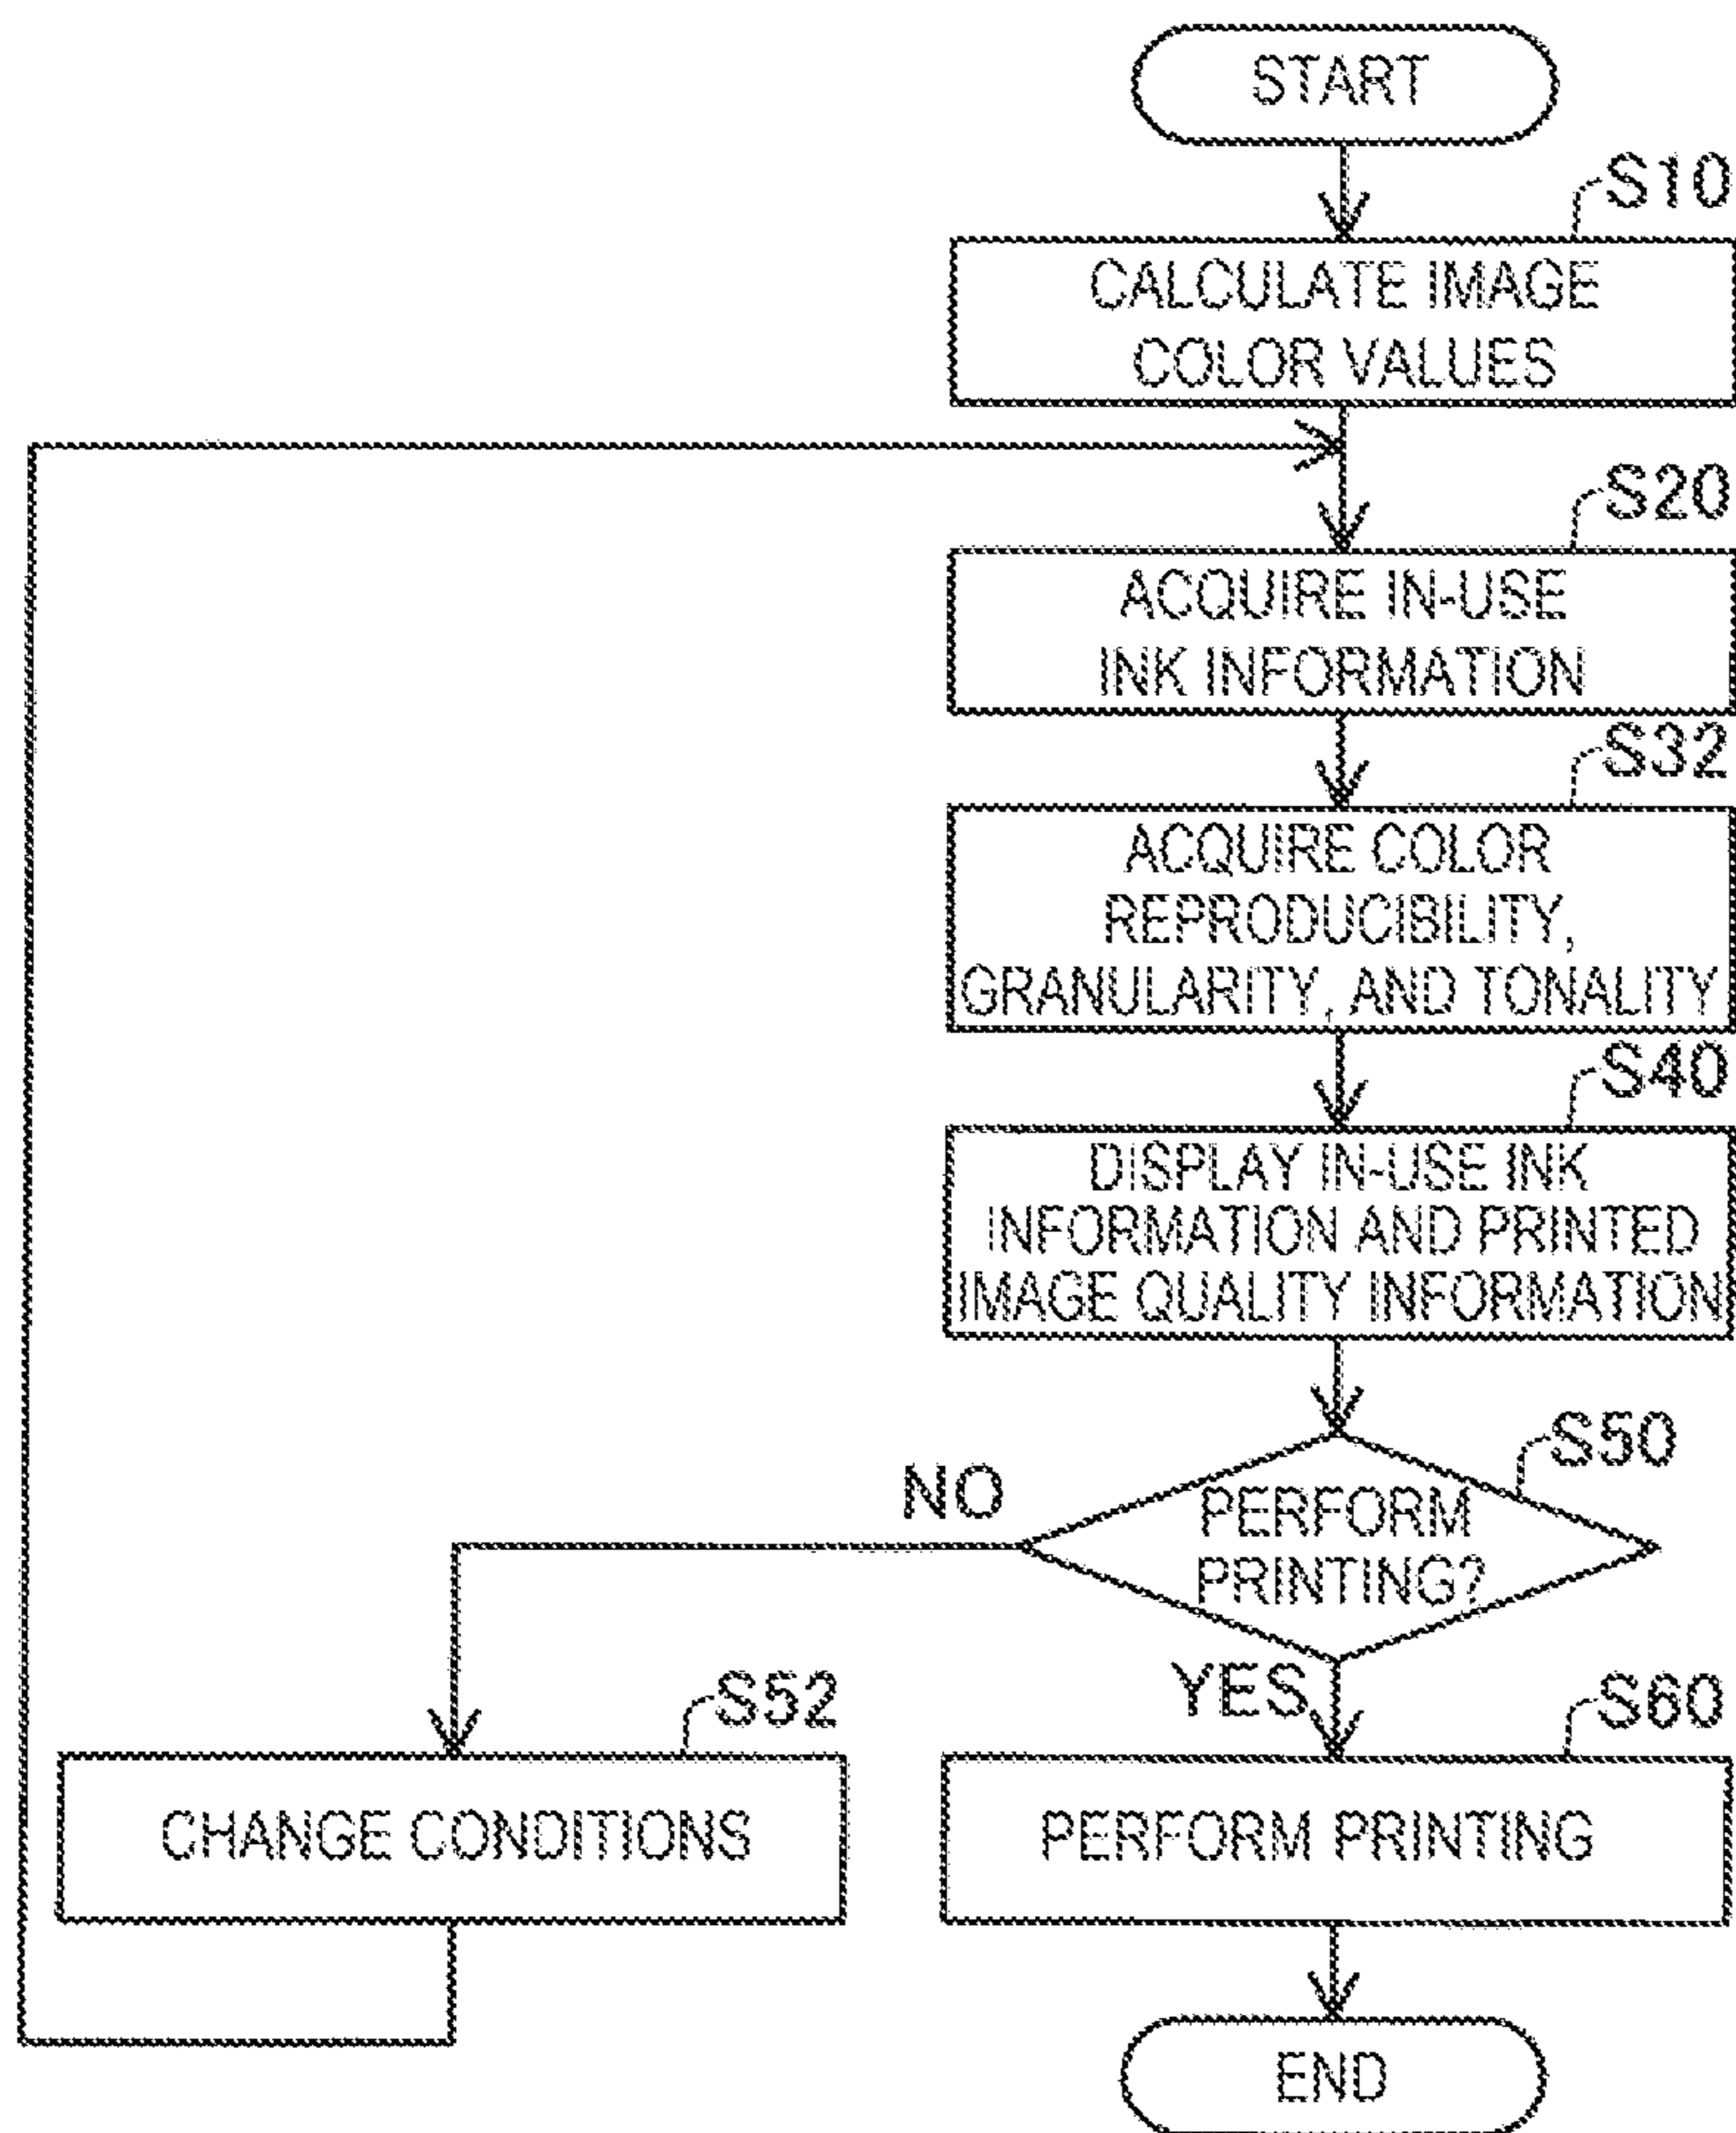 START
S10
CALCULATE IMAGE
COLOR VALUES
S20
ACQUIRE IN-USE
INK INFORMATION
S32
ACQUIRE COLOR
REPRODUCIBILITY,
GRANULARITY, AND TONALITY
S40
DISPLAY IN-USE INK
INFORMATION AND PRINTED
IMAGE QUALITY INFORMATION
S50
NO
PERFORM
PRINTING?
YES
S52
S60
CHANGE CONDITIONS
PERFORM PRINTING
END